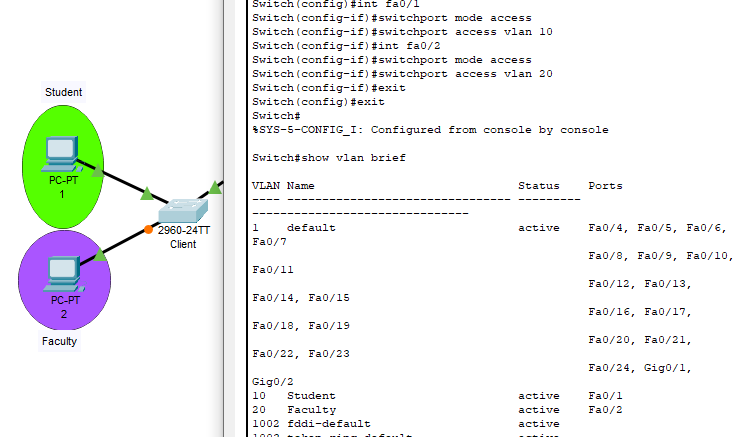 Student
PC-PT
1
2960-24TT
Client
PC-PT
2
Faculty
Switch(config)#int fa0/1
Switch(config-if)#switchport mode access
Switch(config-if)#switchport access vlan 10
Switch(config-if)#int fa0/2
Switch(config-if)#switchport mode access
Switch(config-if)#switchport access vlan 20
Switch(config-if)#exit
Switch(config)#exit
Switch#
%SYS-5-CONFIG_I: Configured from console by console
Switch#show vlan brief
VLAN Name Status Ports
---- -------------------------------- ---------
-------------------------------
1 default active Fa0/4, Fa0/5, Fa0/6,
Fa0/7
Fa0/8, Fa0/9, Fa0/10,
Fa0/11
Fa0/12, Fa0/13,
Fa0/14, Fa0/15
Fa0/16, Fa0/17,
Fa0/18, Fa0/19
Fa0/20, Fa0/21,
Fa0/22, Fa0/23
Fa0/24, Gig0/1,
Gig0/2
10 Student active Fa0/1
20 Faculty active Fa0/2
1002 fddi-default active